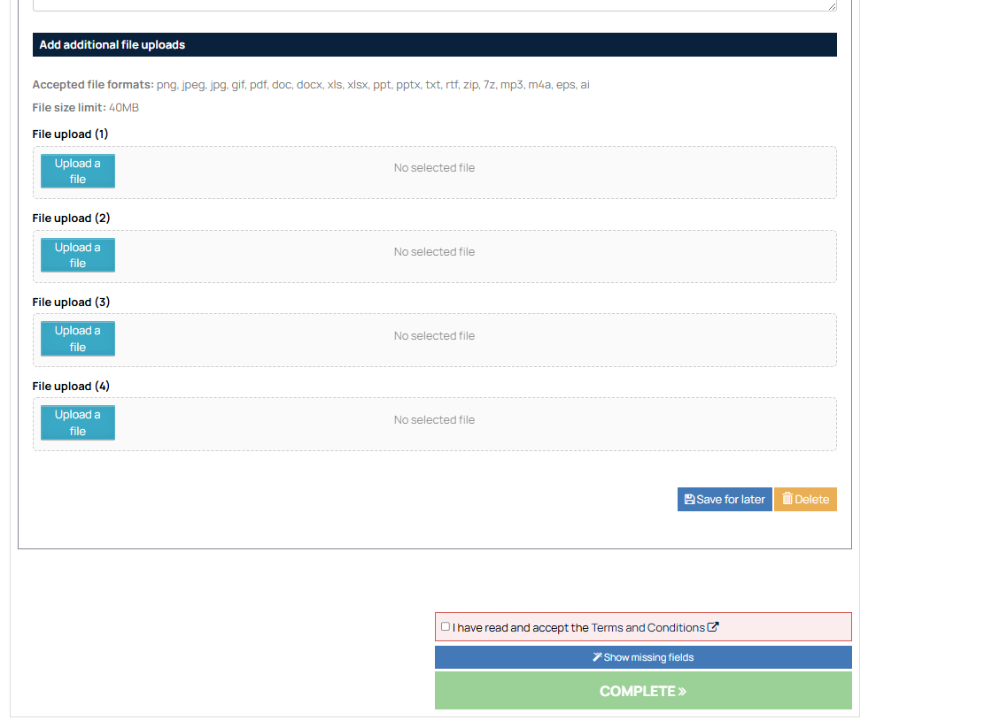 Add additional file uploads
Accepted file formats: png, jpeg, jpg, gif, pdf, doc, docx, xls, xlsx, ppt, pptx, txt, rtf, zip, 7z, mp3, m4a, eps, ai
File size limit: 40MB
File upload (1)
Upload a
file
No selected file
File upload (2)
Upload a
file
No selected file
File upload (3)
Upload a
file
No selected file
File upload (4)
Upload a
file
No selected file
Save for later
Delete
I have read and accept the Terms and Conditions
Show missing fields
COMPLETE »